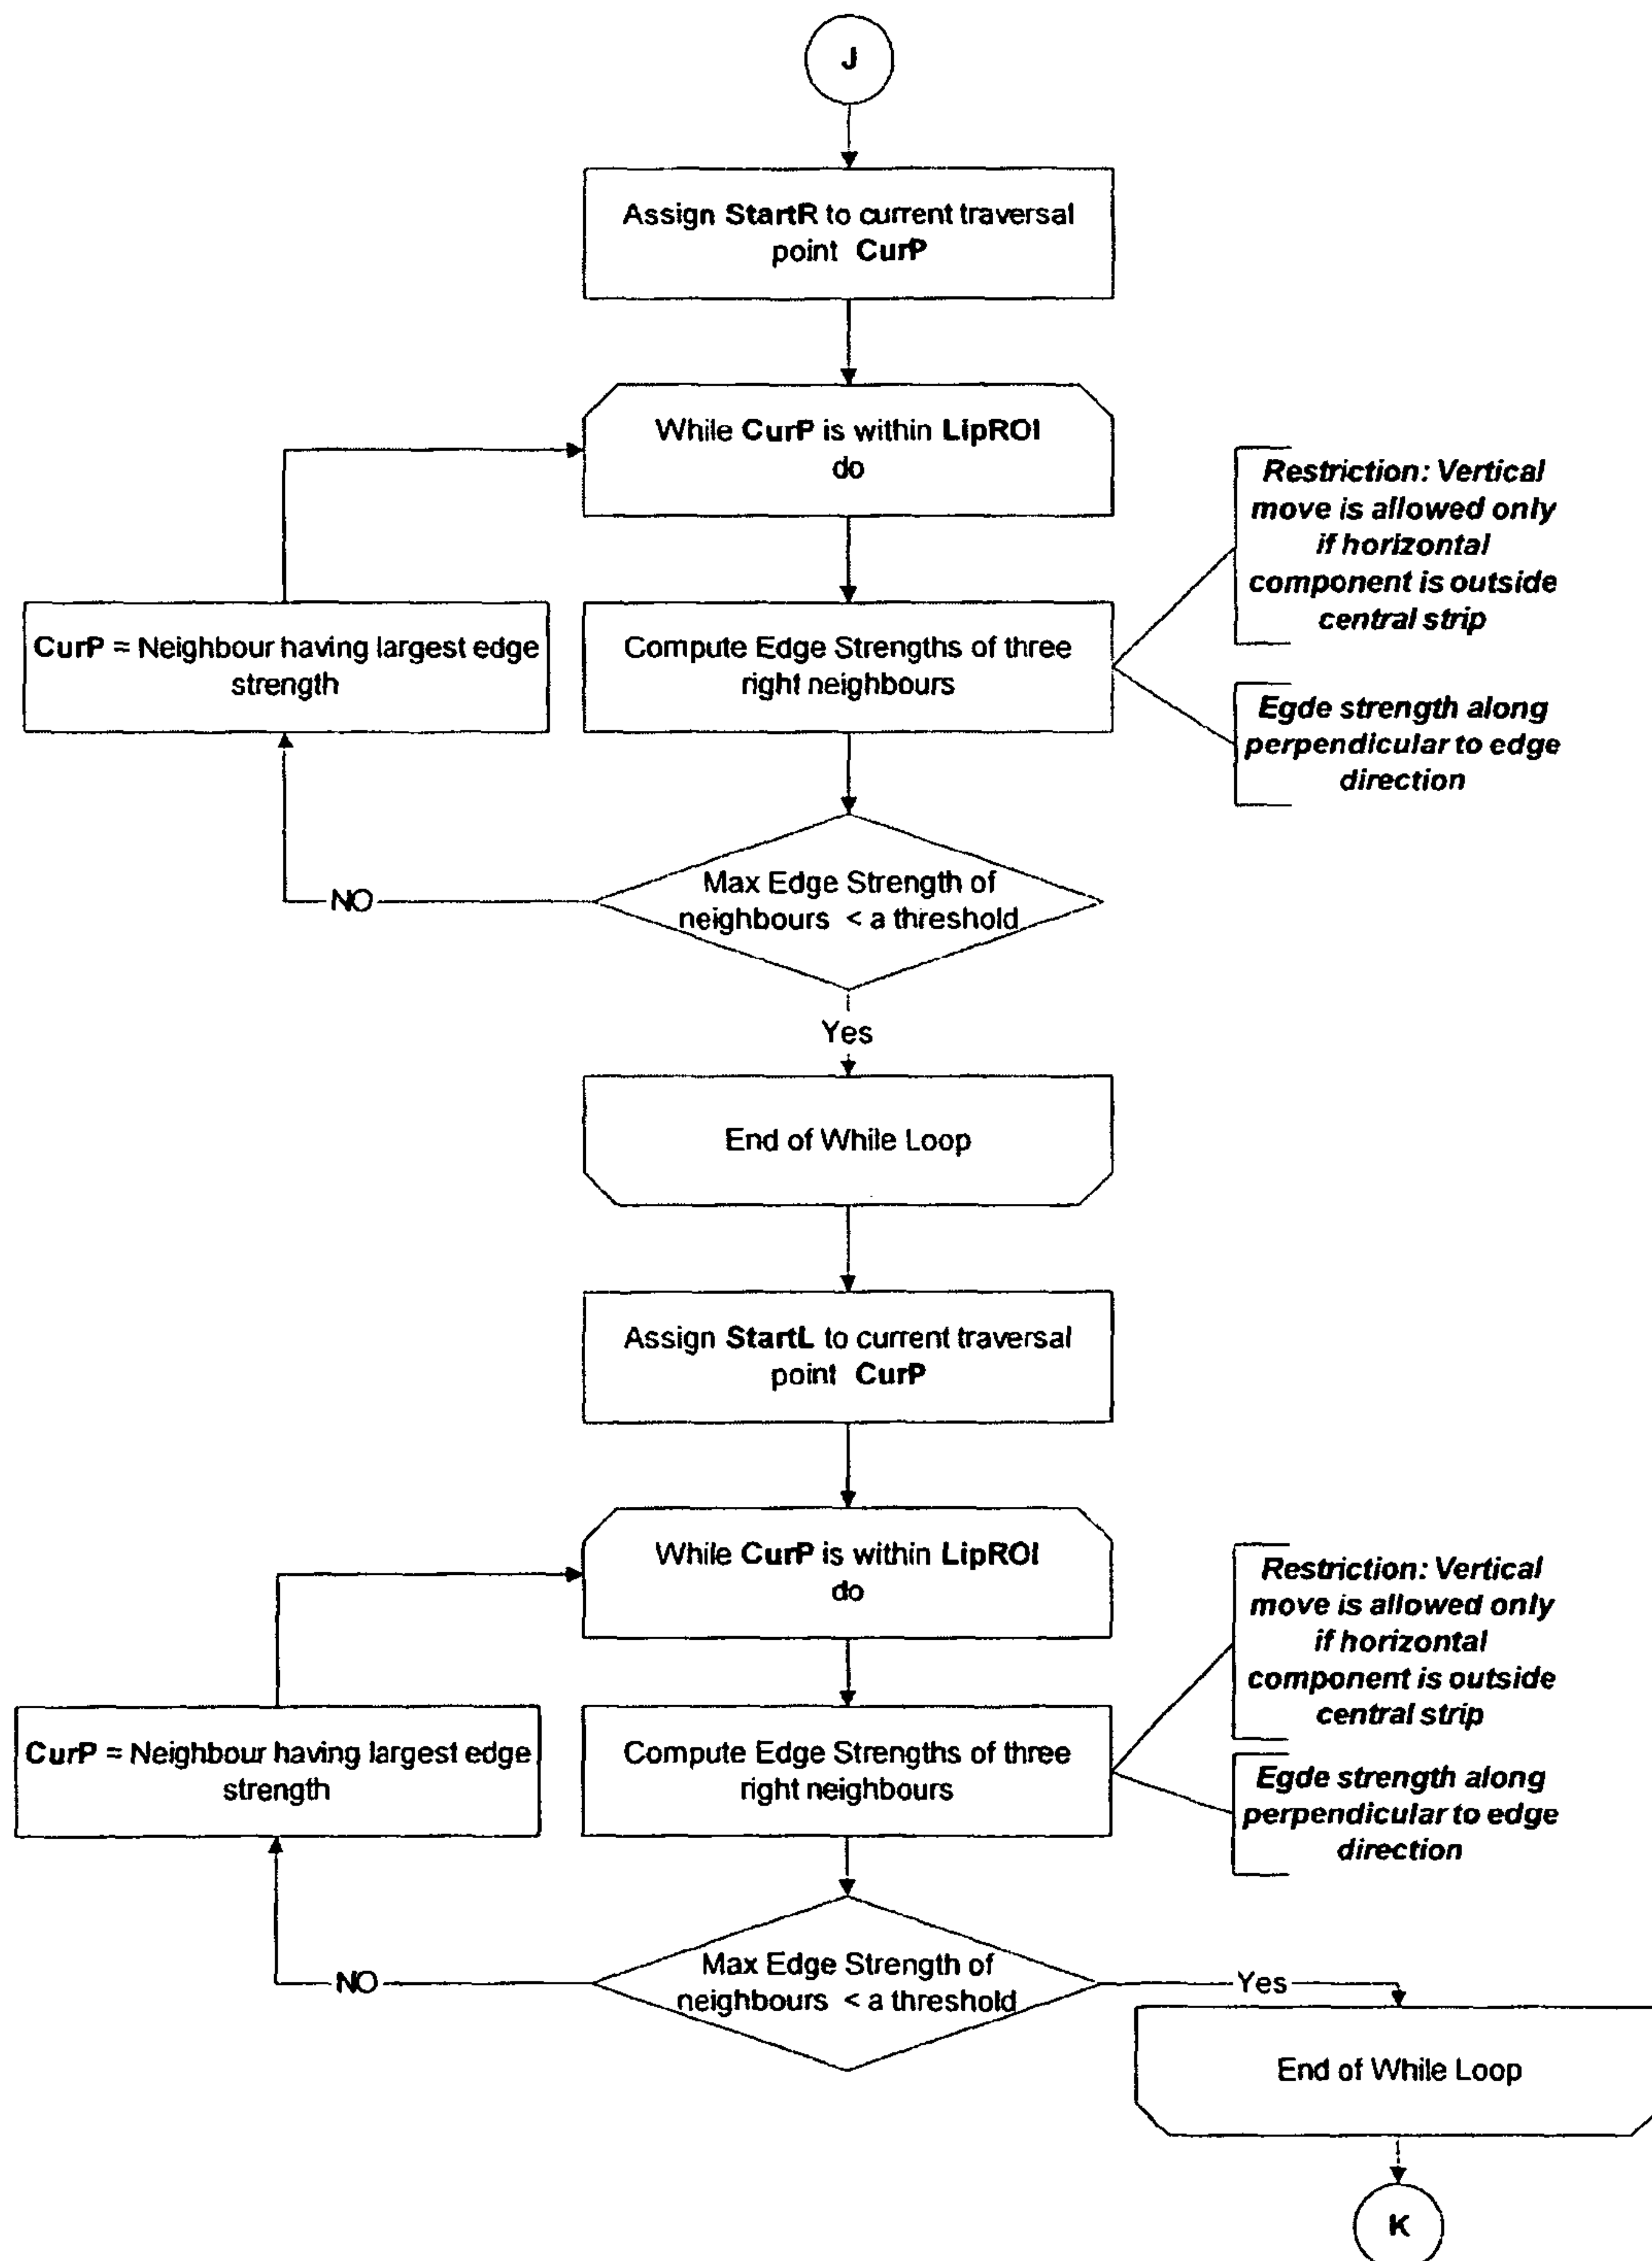 J
Assign StartR to current traversal
point CurP
While CurP is within LipROI
do
Restriction: Vertical
move is allowed only
if horizontal
component is outside
central strip
CurP = Neighbour having largest edge
strength
Compute Edge Strengths of three
right neighbours
Egde strength along
perpendicular to edge
direction
Max Edge Strength of
neighbours < a threshold
NO
Yes
End of While Loop
Assign StartL to current traversal
point CurP
While CurP is within LipROI
do
Restriction: Vertical
move is allowed only
if horizontal
component is outside
central strip
CurP = Neighbour having largest edge
strength
Compute Edge Strengths of three
right neighbours
Egde strength along
perpendicular to edge
direction
Max Edge Strength of
neighbours < a threshold
NO
Yes
End of While Loop
K